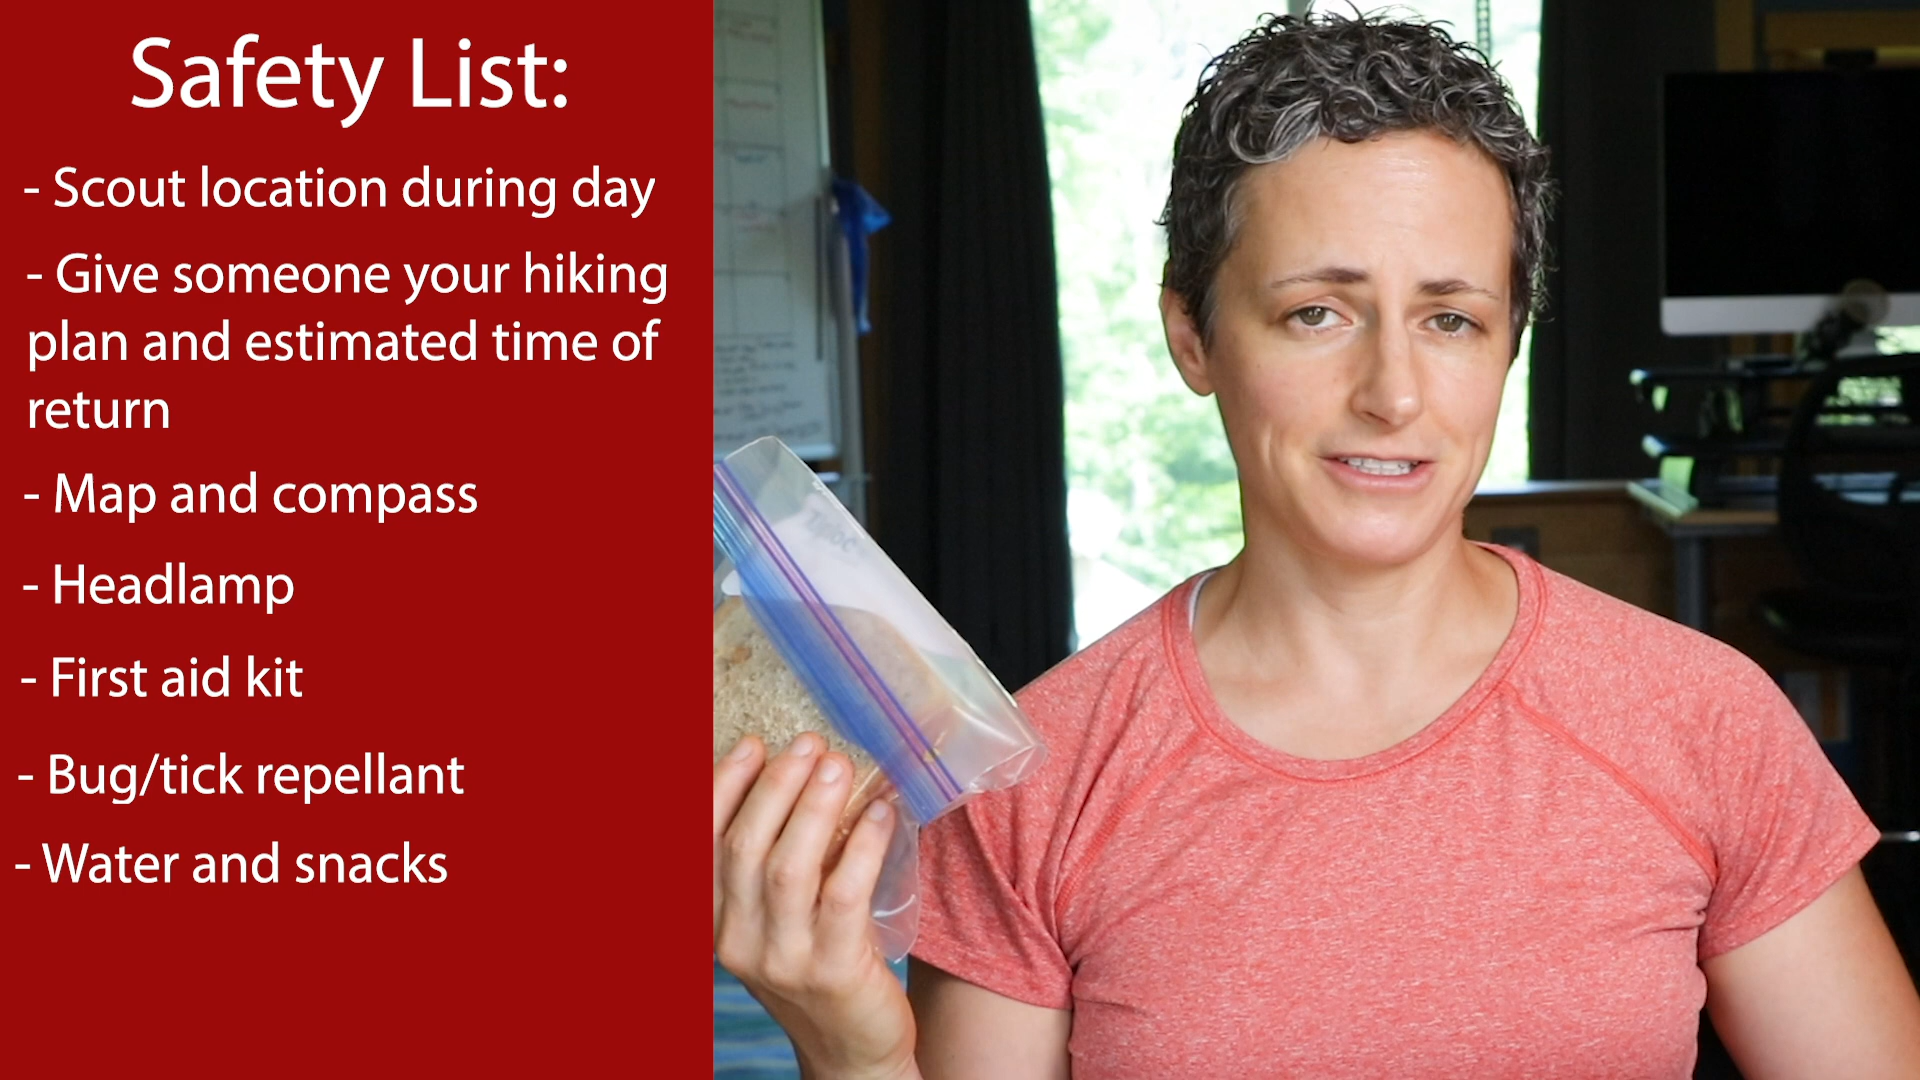 Safety List:
- Scout location during day
- Give someone your hiking
plan and estimated time of
return
- Map and compass
- Headlamp
- First aid kit
- Bug/tick repellant
- Water and snacks